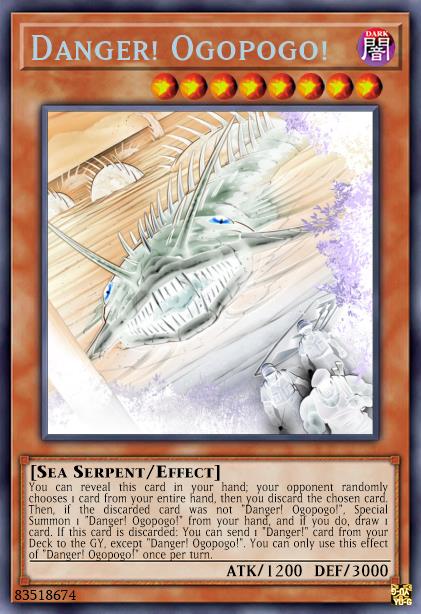 DANGER! OGOPOGO!
DARK
闇
[SEA SERPENT/EFFECT]
You can reveal this card in your hand; your opponent randomly
chooses 1 card from your entire hand, then you discard the chosen card.
Then, if the discarded card was not "Danger! Ogopogo!", Special
Summon 1 "Danger! Ogopogo!" from your hand, and if you do, draw 1
card. If this card is discarded: You can send 1 "Danger!" card from your
Deck to the GY, except "Danger! Ogopogo!". You can only use this effect
of "Danger! Ogopogo!" once per turn.
ATK/1200 DEF/3000
83518674